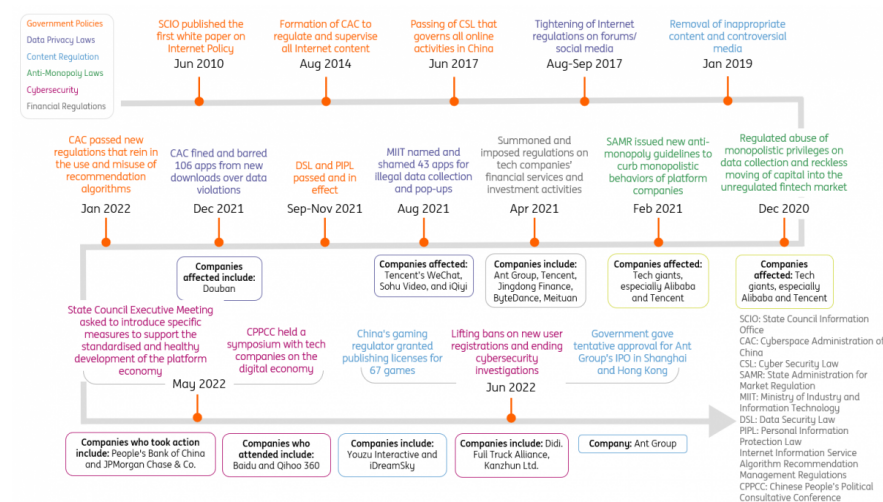 Government Policies
Data Privacy Laws
Content Regulation
Anti-Monopoly Laws
Cybersecurity
Financial Regulations
SCIO published the
first white paper on
Internet Policy
Jun 2010
Formation of CAC to
regulate and supervise
all Internet content
Aug 2014
Passing of CSL that
governs all online
activities in China
Jun 2017
Tightening of Internet
regulations on forums/
social media
Aug-Sep 2017
Removal of inappropriate
content and controversial
media
Jan 2019
CAC passed new
regulations that rein in
the use and misuse of
recommendation
algorithms
Jan 2022
CAC fined and barred
106 apps from new
downloads over data
violations
Dec 2021
DSL and PIPL
passed and in
effect
Sep-Nov 2021
MIIT named and
shamed 43 apps for
illegal data collection
and pop-ups
Aug 2021
Summoned and
imposed regulations on
tech companies'
financial services and
investment activities
Apr 2021
SAMR issued new anti-
monopoly guidelines to
curb monopolistic
behaviors of platform
companies
Feb 2021
Regulated abuse of
monopolistic privileges on
data collection and reckless
moving of capital into the
unregulated fintech market
Dec 2020
Companies
affected include:
Dauban
Companies affected:
Tencent's WeChat,
Sohu Video, and iQiyi
Companies include:
Ant Group, Tencent,
Jingdong Finance,
ByteDance, Meituan
Companies affected:
Tech giants,
especially Alibaba
and Tencent
Companies
affected: Tech
giants, especially
Alibaba and Tencent
State Council Executive Meeting
asked to introduce specific
measures to support the
standardised and healthy
development of the platform
economy
CPPCC held a
symposium with tech
companies on the
digital economy
May 2022
China's gaming
regulator granted
publishing licenses for
67 games
Lifting bans on new user
registrations and ending
cybersecurity
investigations
Jun 2022
Government gave
tentative approval for Ant
Group's IPO in Shanghai
and Hong Kong
Companies who took action
include: People's Bank of China
and JPMorgan Chase & Co.
Companies who
attended include:
Baidu and Qihoo 360
Companies include:
Youzu Interactive and
iDreamSky
Companies include: Didi.
Full Truck Alliance,
Kanzhun Ltd.
Company: Ant Group
SCIO: State Council Information
Office
CAC: Cyberspace Administration of
China
CSL: Cyber Security Law
SAMR: State Administration for
Market Regulation
MIIT: Ministry of Industry and
Information Technology
DSL: Data Security Law
PIPL: Personal Information
Protection Law
Internet Information Service
Algorithm Recommendation
Management Regulations
CPPCC: Chinese People's Political
Consultative Conference